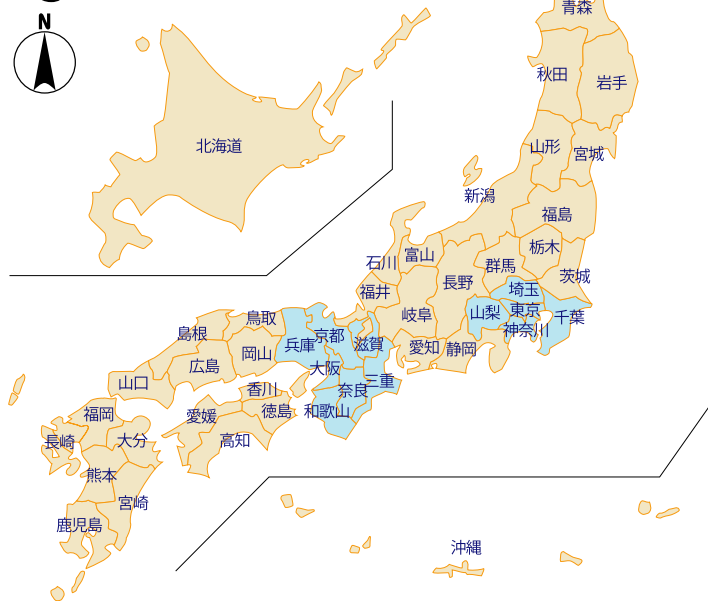 N
青森
秋田
岩手
北海道
山形
宮城
新潟
福島
栃木
富山
石川
群馬
茨城
長野
福井
埼玉
東京
山梨
千葉
岐阜
神奈川
鳥取
島根
京都
兵庫
滋賀
愛知
静岡
岡山
広島
大阪
三重
山口
香川
奈良
徳島
和歌山
福岡
愛媛
長崎
大分
高知
熊本
宮崎
鹿児島
沖縄